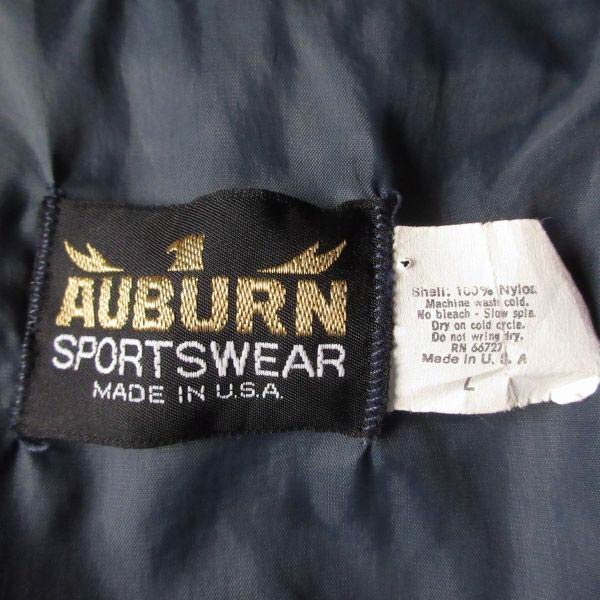 1
AUBURN
SPORTSWEAR
MADE IN U.S.A.
Shell: 100% Nylon
Machine wash cold.
No bleach - Slow spin.
Dry on cold cycle.
Do not wring dry.
RN 66727
Made in U.S.A
L